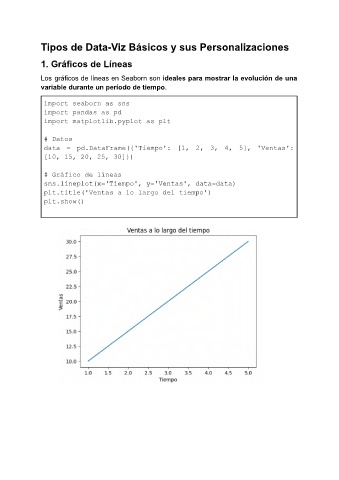 Tipos de Data-Viz Básicos y sus Personalizaciones
1. Gráficos de Líneas
Los gráficos de líneas en Seaborn son ideales para mostrar la evolución de una
variable durante un período de tiempo.
import seaborn as sns
import pandas as pd
import matplotlib.pyplot as plt
# Datos
data = pd.DataFrame({'Tiempo': [1, 2, 3, 4, 5], 'Ventas':
[10, 15, 20, 25, 30]})
# Gráfico de líneas
sns.lineplot(x='Tiempo', y='Ventas', data=data)
plt.title('Ventas a lo largo del tiempo')
plt.show()
Ventas a lo largo del tiempo
30.0
27.5
25.0
22.5
20.0
17.5
15.0
12.5
10.0
Ventas
1.0 1.5 2.0 2.5 3.0 3.5 4.0 4.5 5.0
Tiempo